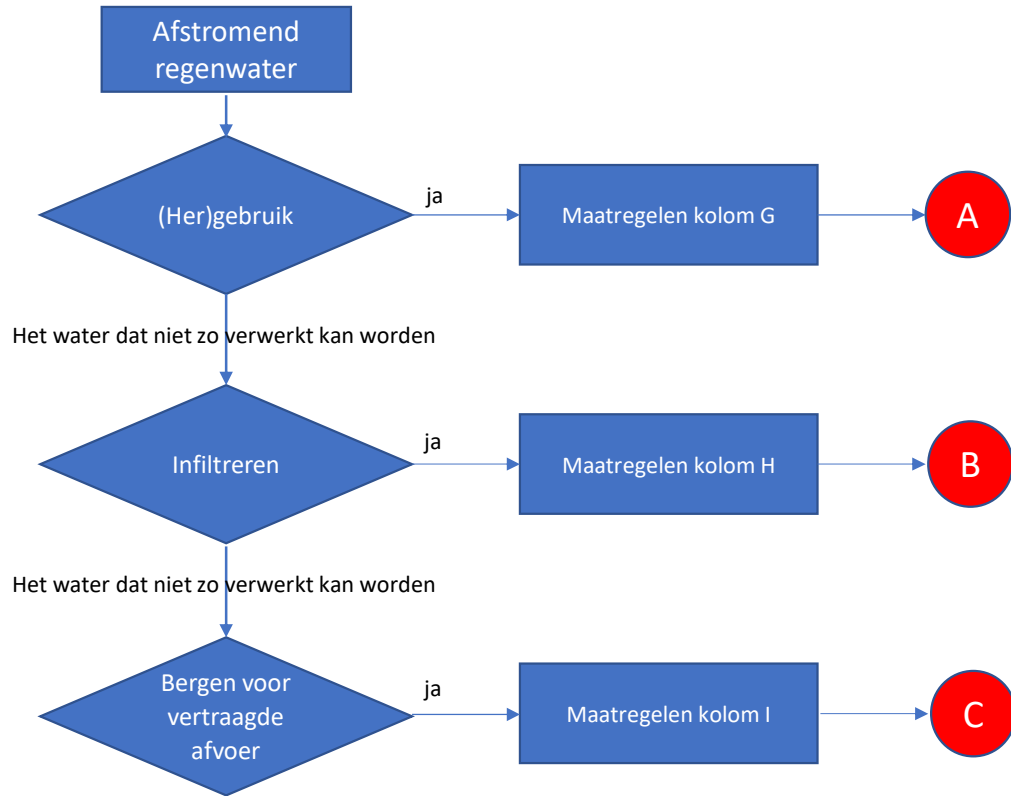 Afstromend
regenwater
(Her)gebruik
ja
Maatregelen kolom G
A
Het water dat niet zo verwerkt kan worden
Infiltreren
ja
Maatregelen kolom H
B
Het water dat niet zo verwerkt kan worden
Bergen voor
vertraagde
afvoer
ja
Maatregelen kolom I
C